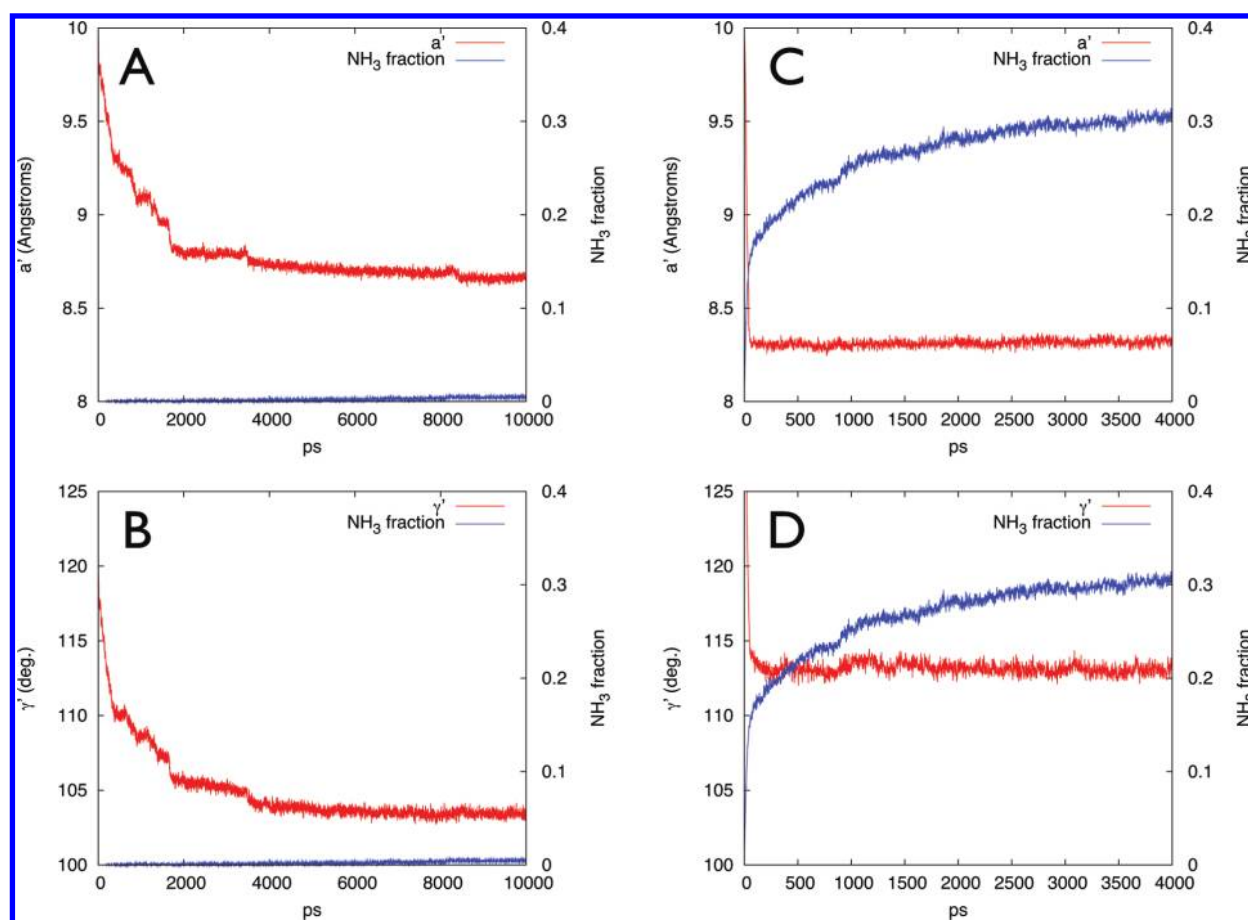 A
a'
NH3 fraction
10
9.5
9
8.5
8
0.4
0.3
0.2
0.1
0
a' (Angstroms)
NH3 fraction
0 2000 4000 6000 8000 10000
ps
C
a'
NH3 fraction
10
9.5
9
8.5
8
0.4
0.3
0.2
0.1
0
a' (Angstroms)
NH3 fraction
0 500 1000 1500 2000 2500 3000 3500 4000
ps
B
γ'
NH3 fraction
125
120
115
110
105
100
0.4
0.3
0.2
0.1
0
γ' (deg.)
NH3 fraction
0 2000 4000 6000 8000 10000
ps
D
γ'
NH3 fraction
125
120
115
110
105
100
0.4
0.3
0.2
0.1
0
γ' (deg.)
NH3 fraction
0 500 1000 1500 2000 2500 3000 3500 4000
ps